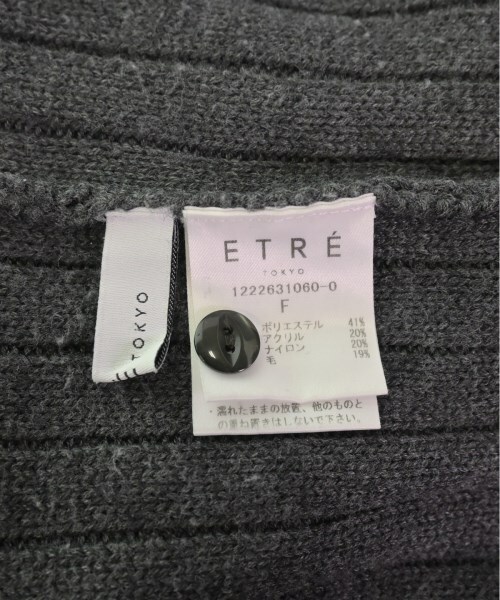 ETRÉ
TOKYO
1222631060-0
F
ポリエステル 41%
アクリル 20%
ナイロン 20%
毛 19%
・濡れたままの放置、他のものと
の重ね置きはしないで下さい。
É TOKYO